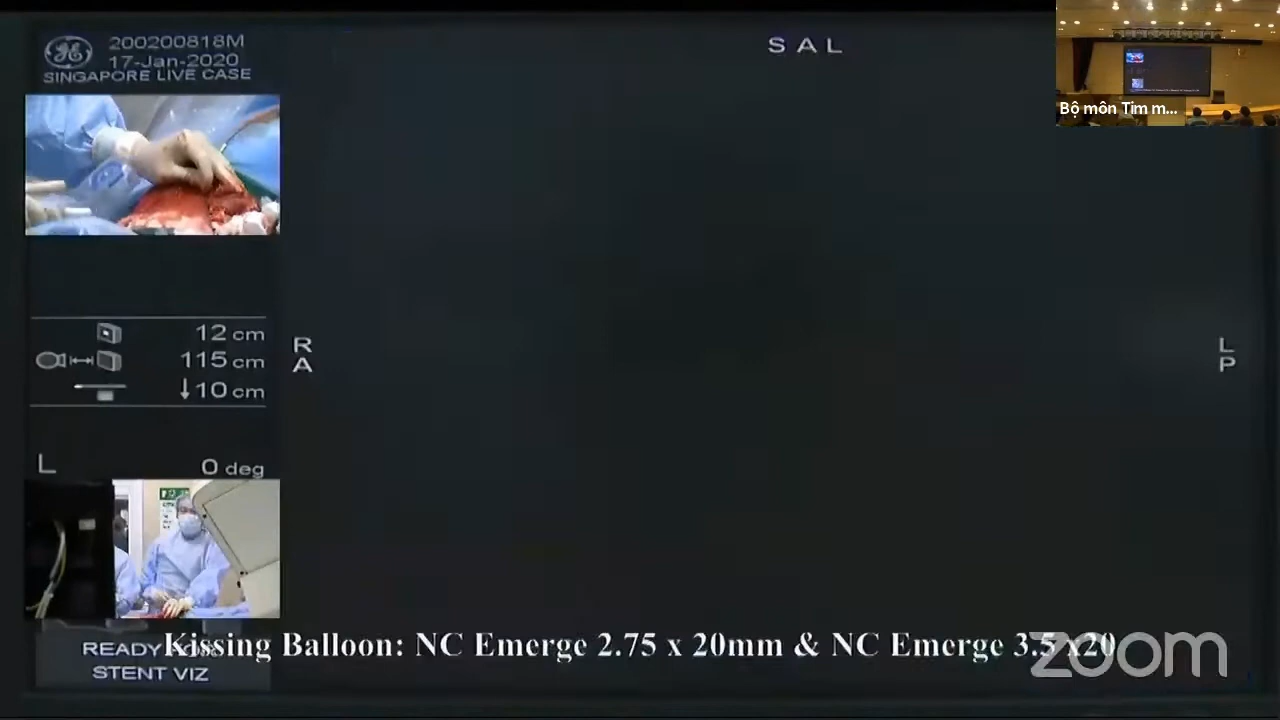 200200818M
17-Jan-2020
SINGAPORE LIVE CASE
S A L
Bộ môn Tim m...
12 cm
115 cm
10 cm
R
A
L
P
L 0 deg
Kissing Balloon: NC Emerge 2.75 x 20mm & NC Emerge 3.5 x20
READY
STENT VIZ
zoom